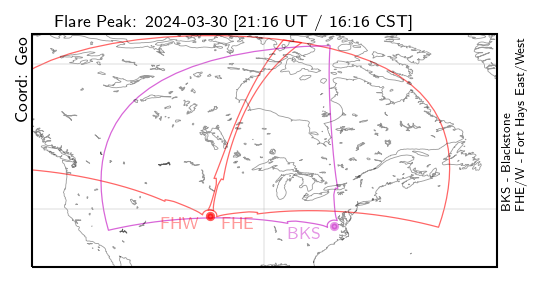 Flare Peak: 2024-03-30 [21:16 UT / 16:16 CST]
Coord: Geo
FHW
FHE
BKS
BKS - Blackstone
FHE/W - Fort Hays East/West